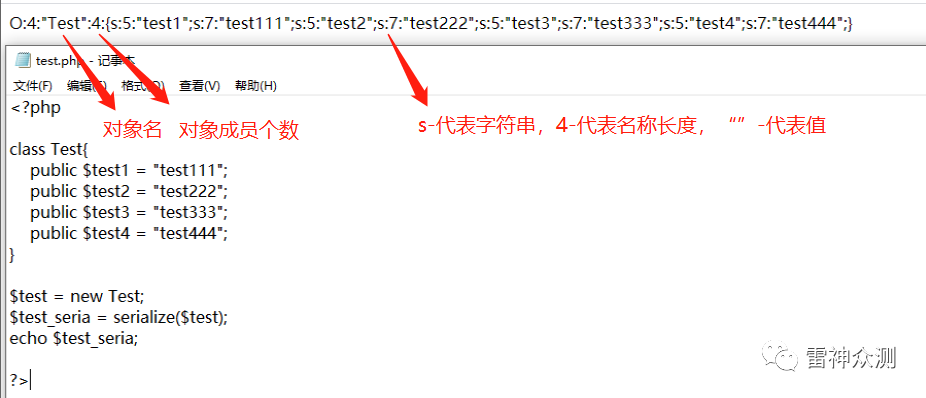 O:4:"Test":4:{s:5:"test1";s:7:"test111";s:5:"test2";s:7:"test222";s:5:"test3";s:7:"test333";s:5:"test4";s:7:"test444";}
test.php - 记事本
文件(F) 编辑(E) 格式(O) 查看(V) 帮助(H)
<?php
对象名 对象成员个数
s-代表字符串，4-代表名称长度，“”-代表值
class Test{
public $test1 = "test111";
public $test2 = "test222";
public $test3 = "test333";
public $test4 = "test444";
}
$test = new Test;
$test_seria = serialize($test);
echo $test_seria;
?>
雷神众测